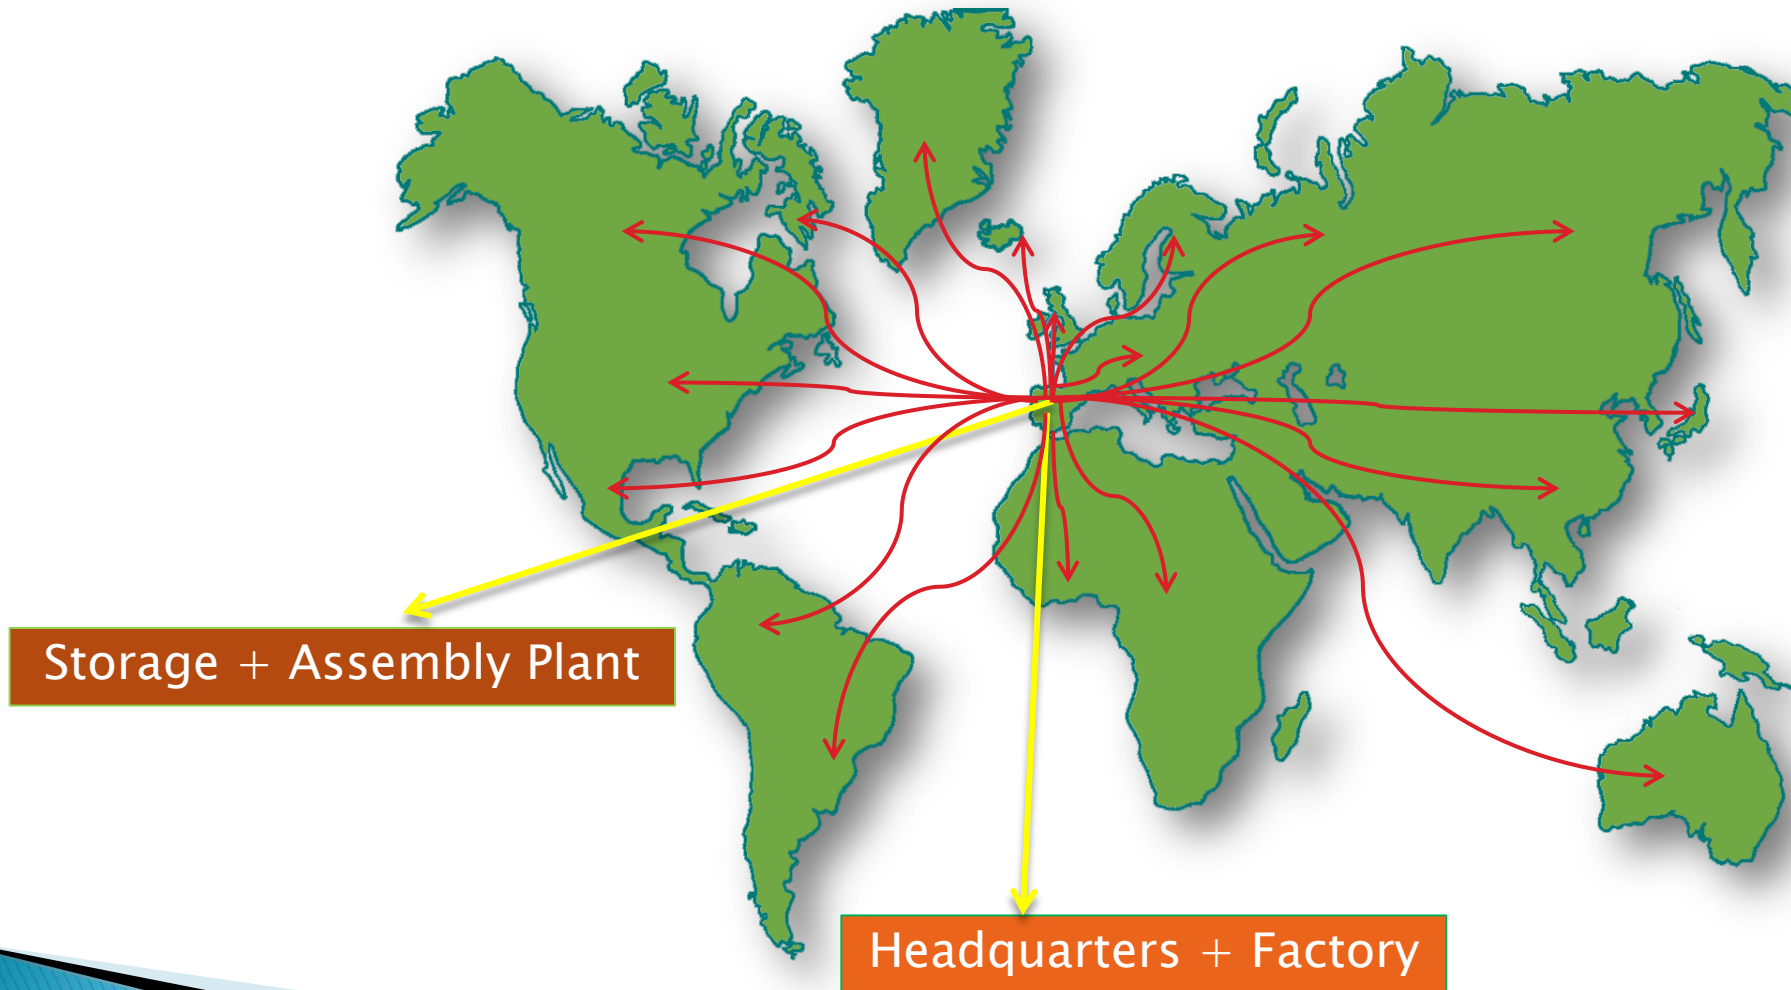 Storage + Assembly Plant
Headquarters + Factory